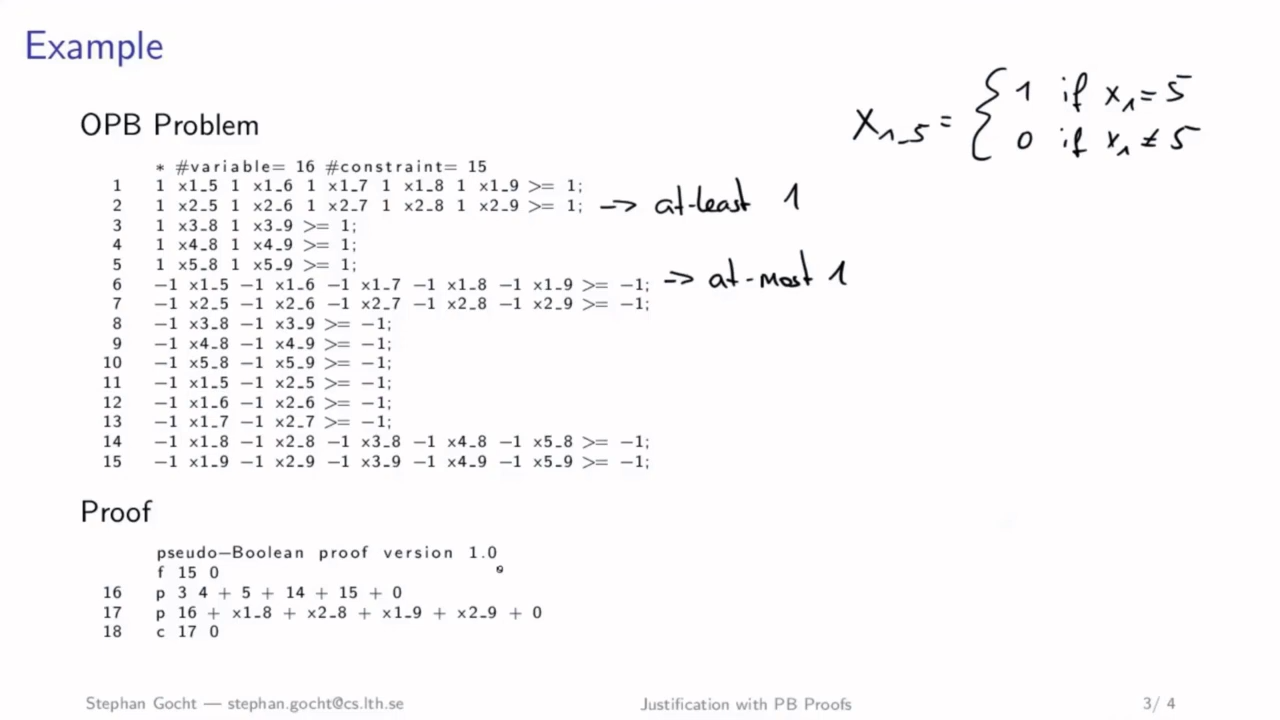 Example
OPB Problem
* #variable= 16 #constraint= 15
1 1 x1_5 1 x1_6 1 x1_7 1 x1_8 1 x1_9 >= 1;
2 1 x2_5 1 x2_6 1 x2_7 1 x2_8 1 x2_9 >= 1; -> at-least 1
3 1 x3_8 1 x3_9 >= 1;
4 1 x4_8 1 x4_9 >= 1;
5 1 x5_8 1 x5_9 >= 1;
6 −1 x1_5 −1 x1_6 −1 x1_7 −1 x1_8 −1 x1_9 >= −1; -> at-most 1
7 −1 x2_5 −1 x2_6 −1 x2_7 −1 x2_8 −1 x2_9 >= −1;
8 −1 x3_8 −1 x3_9 >= −1;
9 −1 x4_8 −1 x4_9 >= −1;
10 −1 x5_8 −1 x5_9 >= −1;
11 −1 x1_5 −1 x2_5 >= −1;
12 −1 x1_6 −1 x2_6 >= −1;
13 −1 x1_7 −1 x2_7 >= −1;
14 −1 x1_8 −1 x2_8 −1 x3_8 −1 x4_8 −1 x5_8 >= −1;
15 −1 x1_9 −1 x2_9 −1 x3_9 −1 x4_9 −1 x5_9 >= −1;
X1_5 = { 1 if x1 = 5
0 if x1 ≠ 5
Proof
pseudo−Boolean proof version 1.0
f 15 0
16 p 3 4 + 5 + 14 + 15 + 0
17 p 16 + x1_8 + x2_8 + x1_9 + x2_9 + 0
18 c 17 0
Stephan Gocht — stephan.gocht@cs.lth.se
Justification with PB Proofs
3/ 4